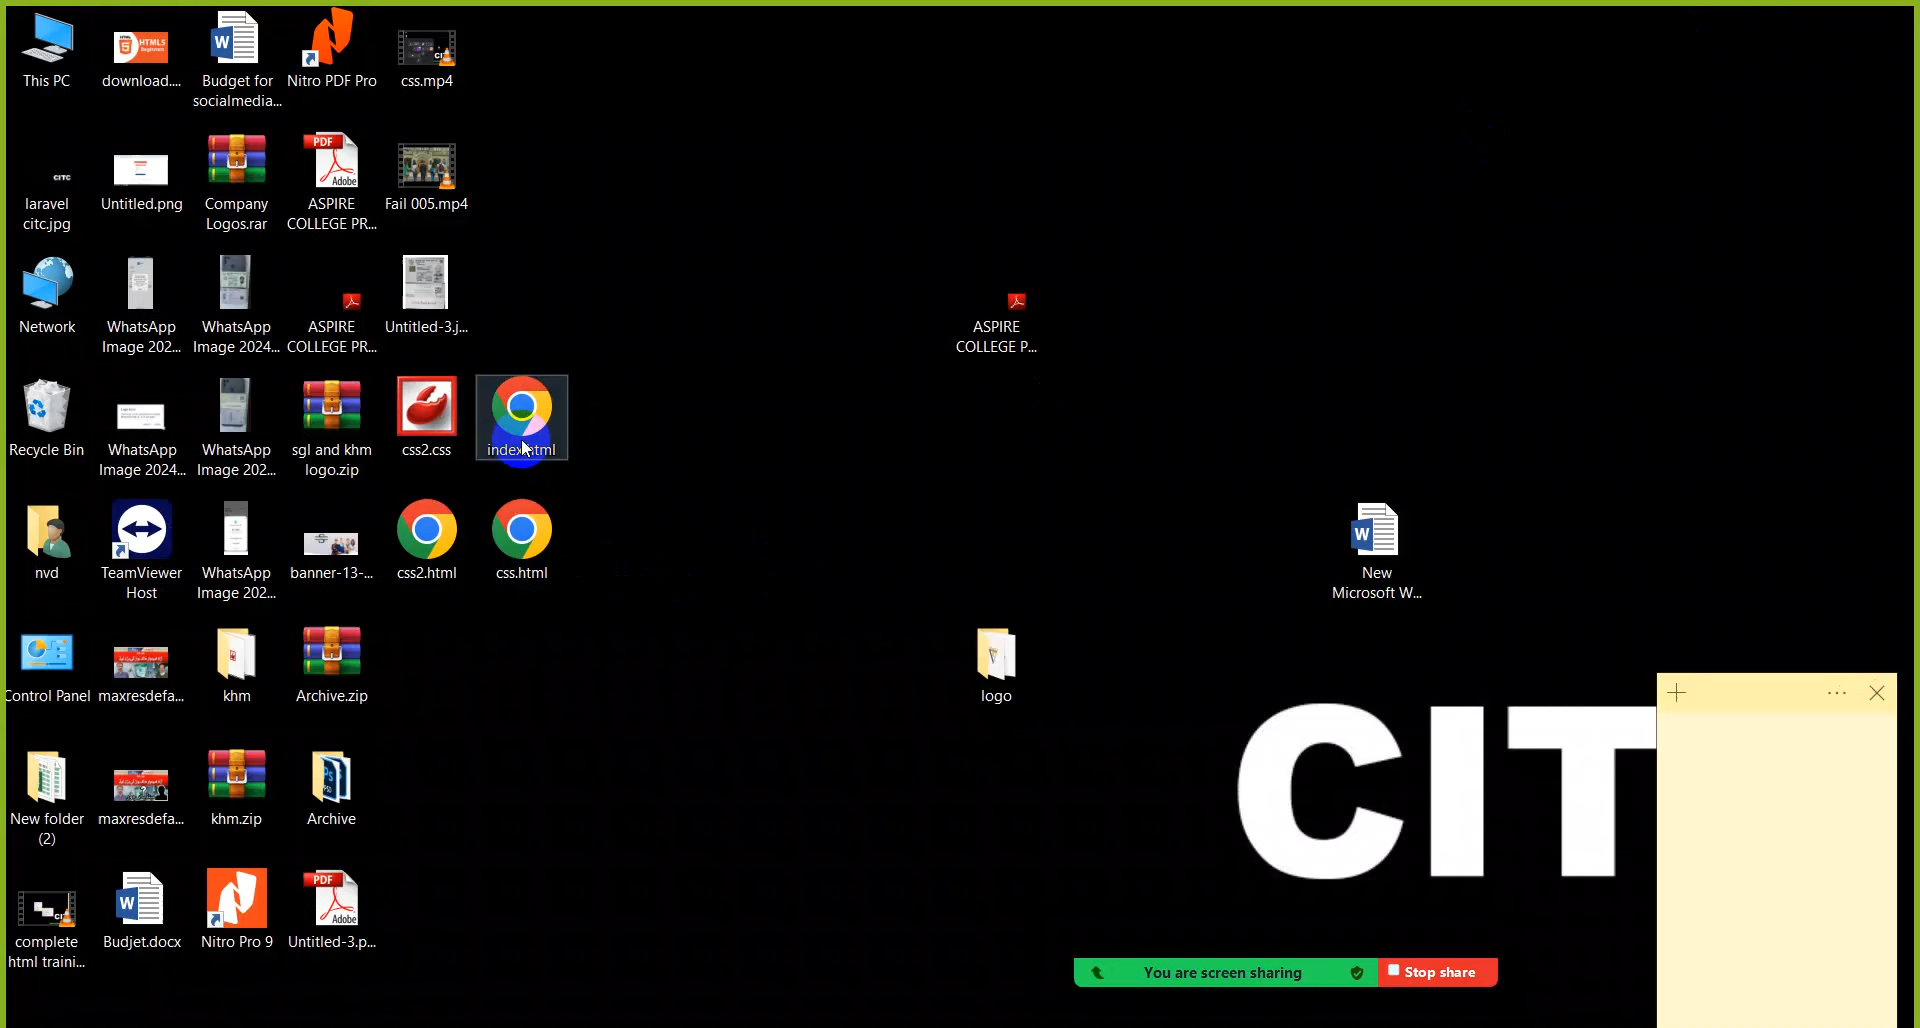 This PC
download....
Budget for
socialmedia...
Nitro PDF Pro
css.mp4
laravel
citc.jpg
Untitled.png
Company
Logos.rar
ASPIRE
COLLEGE PR...
Fail 005.mp4
Network
WhatsApp
Image 202...
WhatsApp
Image 2024...
ASPIRE
COLLEGE PR...
Untitled-3.j...
ASPIRE
COLLEGE P...
Recycle Bin
WhatsApp
Image 2024...
WhatsApp
Image 202...
sgl and khm
logo.zip
css2.css
index.html
nvd
TeamViewer
Host
WhatsApp
Image 202...
banner-13-...
css2.html
css.html
New
Microsoft W...
Control Panel
maxresdefa...
khm
Archive.zip
logo
New folder
(2)
maxresdefa...
khm.zip
Archive
CIT
complete
html traini...
Budjet.docx
Nitro Pro 9
Untitled-3.p...
You are screen sharing
Stop share